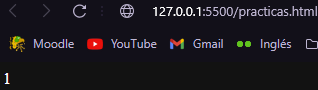 127.0.0.1:5500/practicas.html
Moodle YouTube Gmail Inglés
1